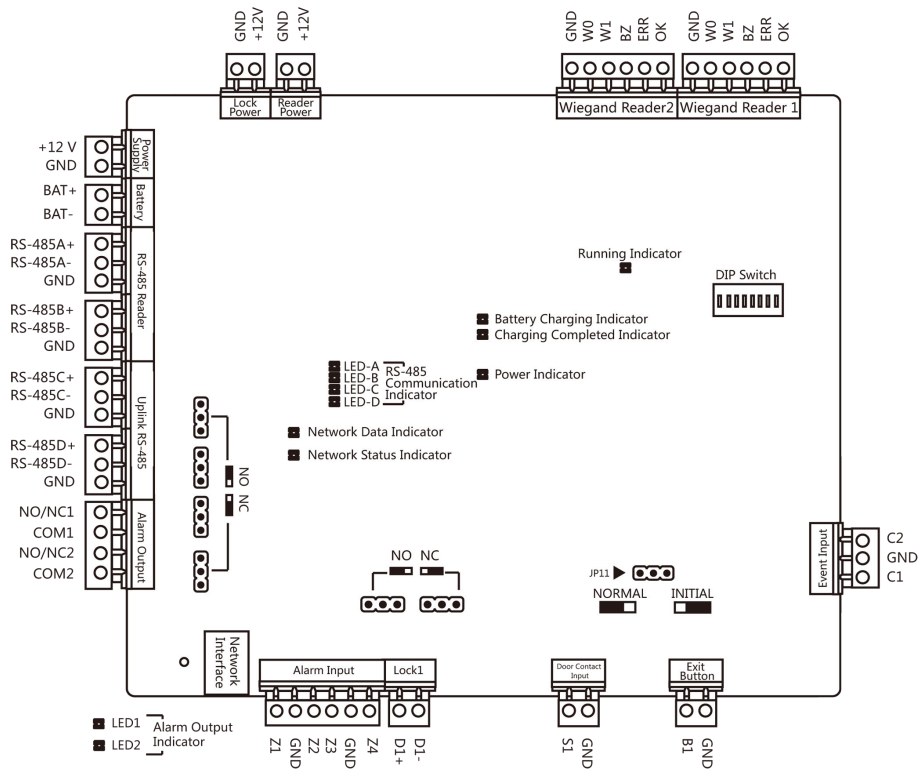 GND
+12V
GND
+12V
GND
W0
W1
BZ
ERR
OK
GND
W0
W1
BZ
ERR
OK
Lock
Power
Reader
Power
Wiegand Reader2
Wiegand Reader 1
+12 V
GND
Power
Supply
BAT+
BAT-
Battery
RS-485A+
RS-485A-
GND
RS-485B+
RS-485B-
GND
RS-485 Reader
RS-485C+
RS-485C-
GND
RS-485D+
RS-485D-
GND
Uplink RS-485
NO/NC1
COM1
NO/NC2
COM2
Alarm Output
Running Indicator
DIP Switch
Battery Charging Indicator
Charging Completed Indicator
Power Indicator
LED-A
LED-B
LED-C
LED-D
RS-485
Communication
Indicator
Network Data Indicator
Network Status Indicator
NO
NC
NO
NC
JP11
NORMAL
INITIAL
Event Input
C2
GND
C1
Network
Interface
Alarm Input
Lock1
Door Contact
Input
Exit
Button
Z1
GND
Z2
Z3
GND
Z4
D1+
D1-
S1
GND
B1
GND
LED1
LED2
Alarm Output
Indicator